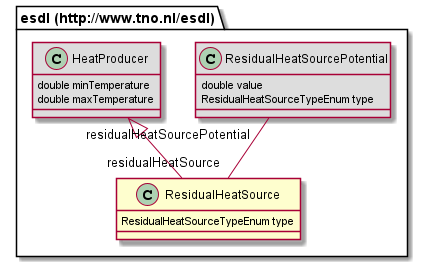 esdl (http://www.tno.nl/esdl)
C HeatProducer
double minTemperature
double maxTemperature
C ResidualHeatSourcePotential
double value
ResidualHeatSourceTypeEnum type
residualHeatSourcePotential
residualHeatSource
C ResidualHeatSource
ResidualHeatSourceTypeEnum type